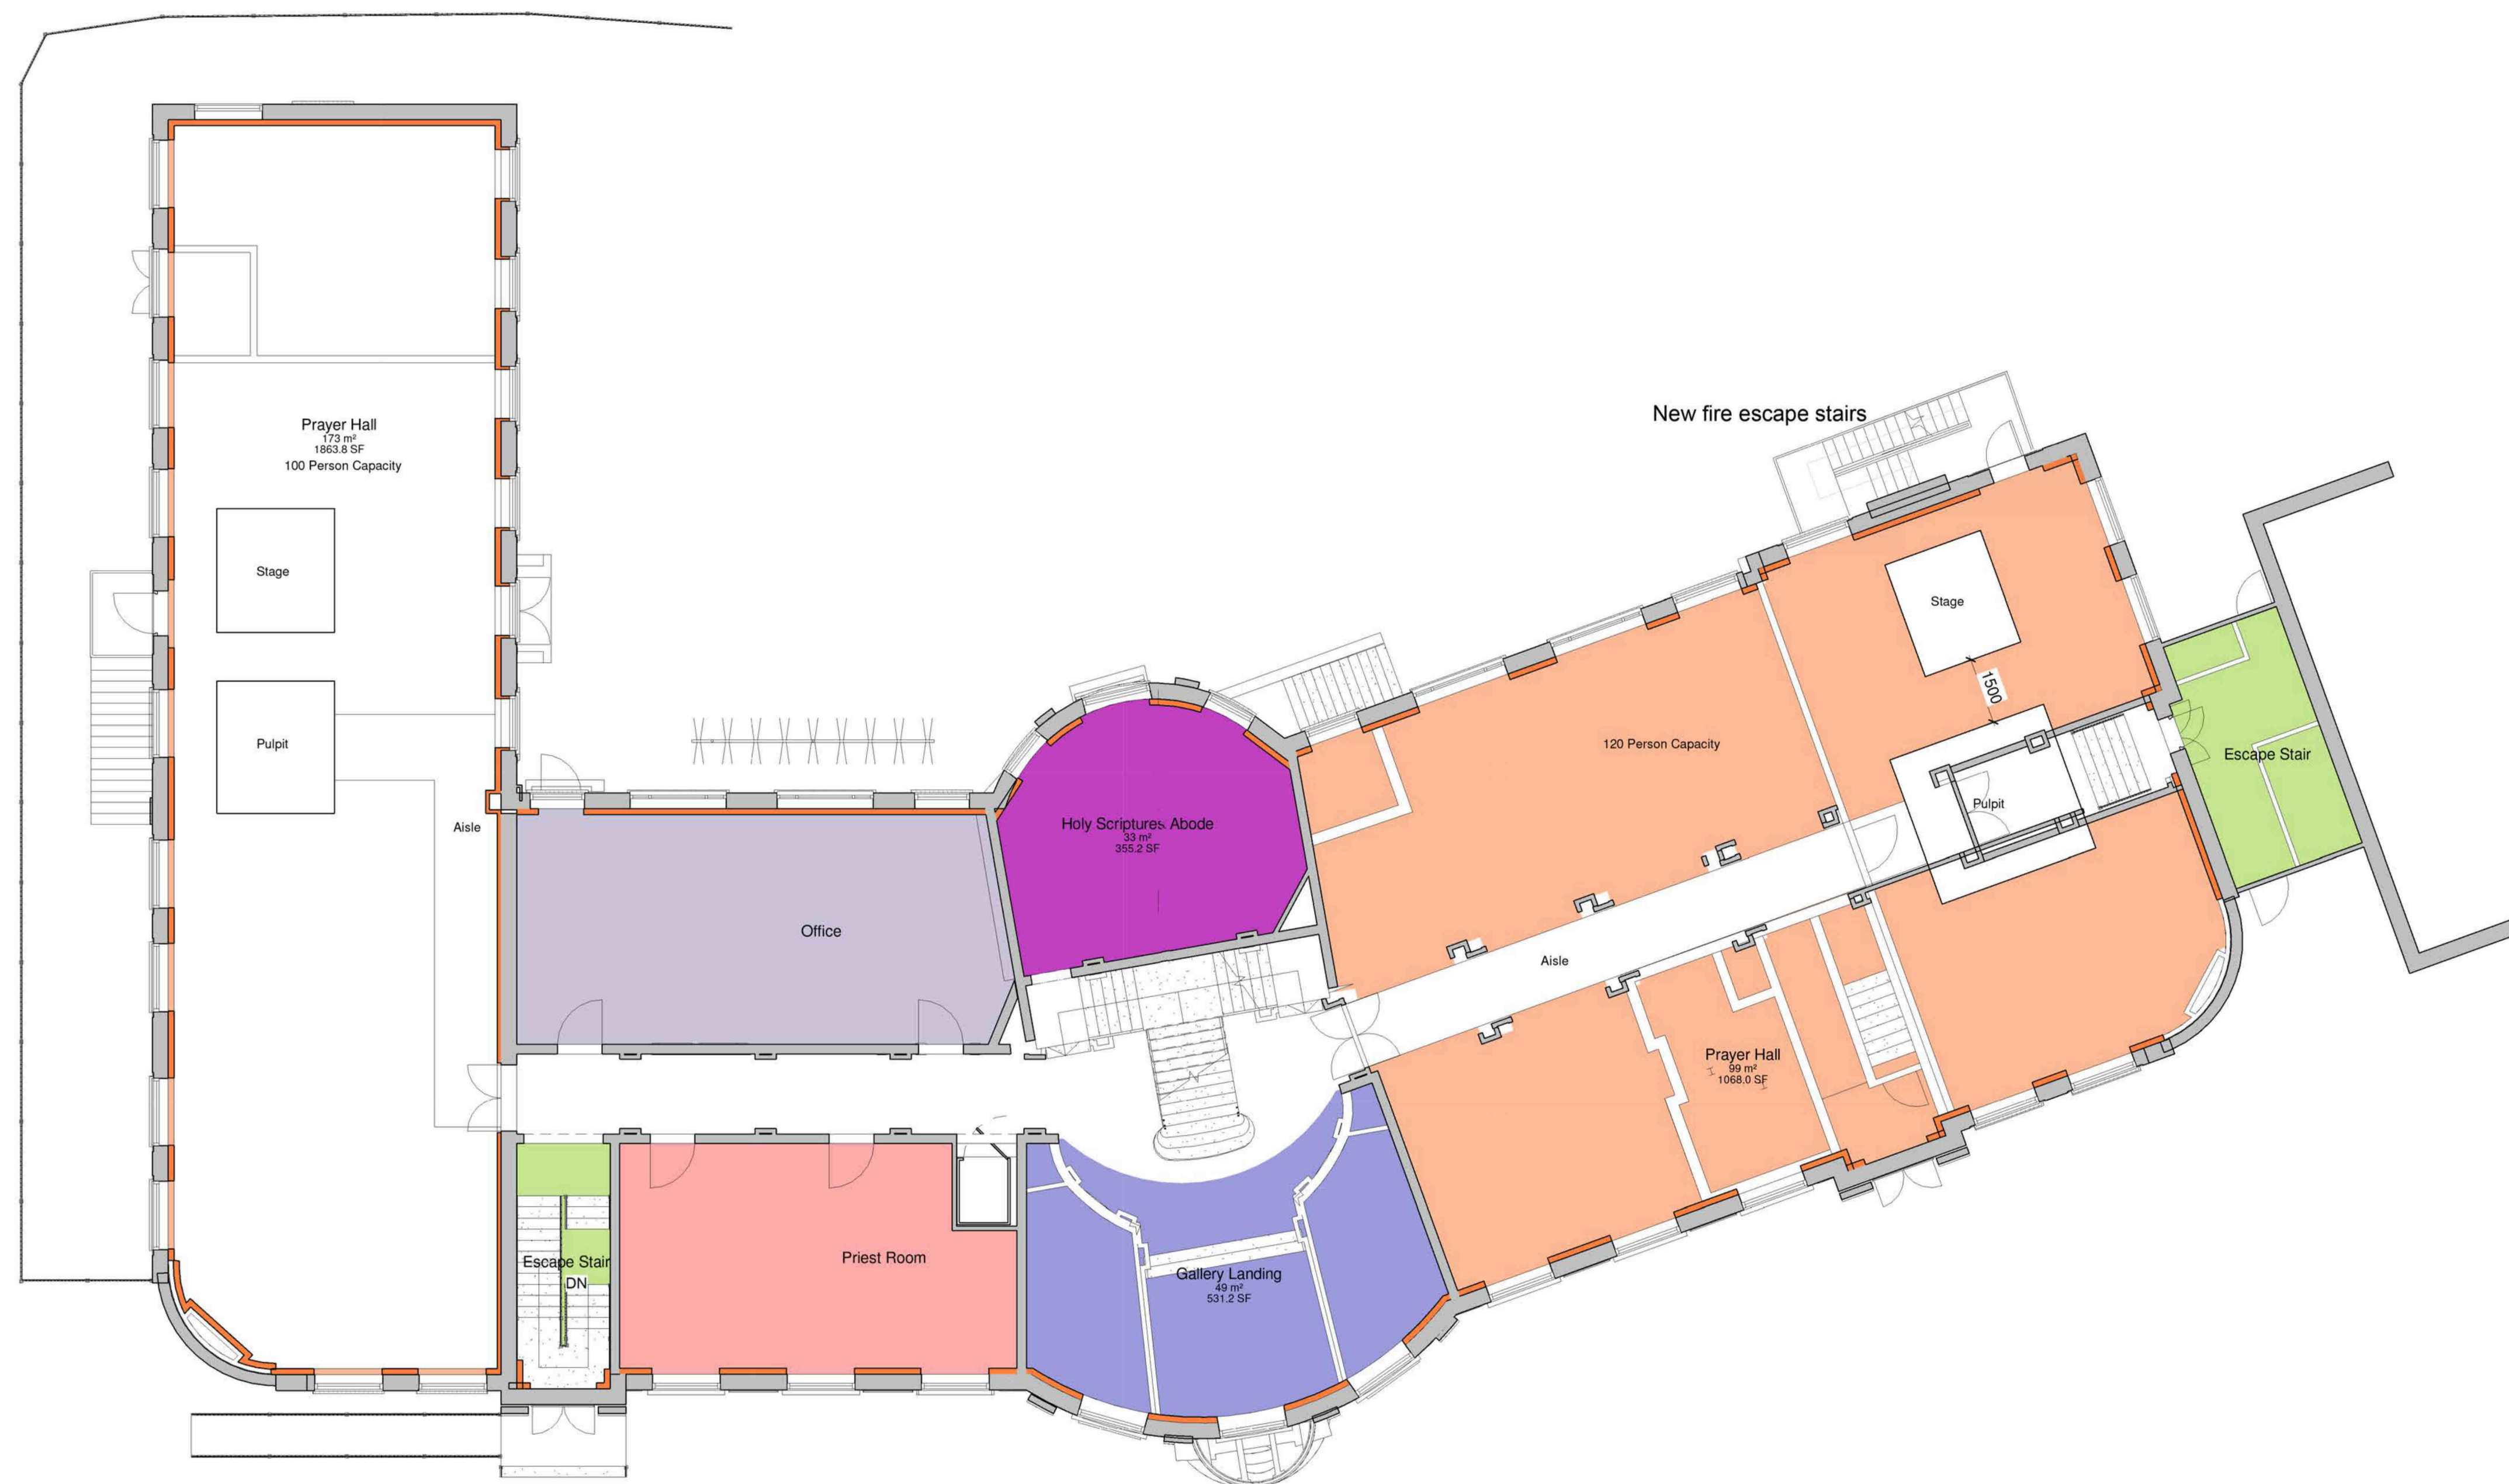 New fire escape stairs
Prayer Hall
173 m²
1863.8 SF
100 Person Capacity
Stage
Pulpit
Aisle
Stage
1500
120 Person Capacity
Escape Stair
Pulpit
Holy Scriptures Abode
33 m²
355.2 SF
Office
Aisle
Prayer Hall
99 m²
1068.0 SF
Escape Stair
DN
Priest Room
Gallery Landing
49 m²
531.2 SF